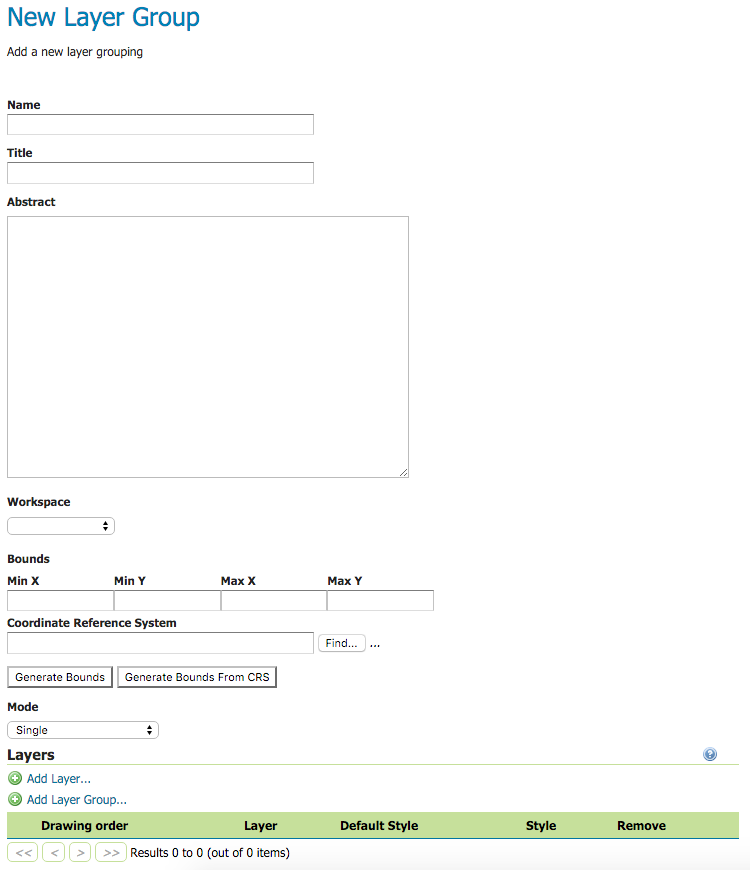 New Layer Group
Add a new layer grouping
Name
Title
Abstract
Workspace
Bounds
Min X Min Y Max X Max Y
Coordinate Reference System
Find... ...
Generate Bounds Generate Bounds From CRS
Mode
Single
Layers ?
Add Layer...
Add Layer Group...
Drawing order Layer Default Style Style Remove
<< < > >> Results 0 to 0 (out of 0 items)